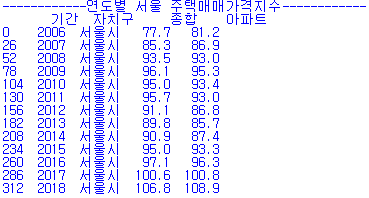 ------------연도별 서울 주택매매가격지수------------
기간 자치구 종합 아파트
0 2006 서울시 77.7 81.2
26 2007 서울시 85.3 86.9
52 2008 서울시 93.5 93.0
78 2009 서울시 96.1 95.3
104 2010 서울시 95.0 93.4
130 2011 서울시 95.7 93.0
156 2012 서울시 91.1 86.8
182 2013 서울시 89.8 85.7
208 2014 서울시 90.9 87.4
234 2015 서울시 95.0 93.3
260 2016 서울시 97.1 96.3
286 2017 서울시 100.6 100.8
312 2018 서울시 106.8 108.9